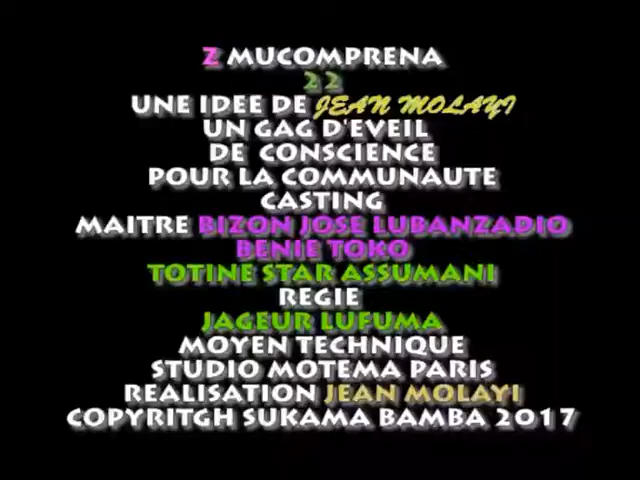 Z MUCOMPRENA
22
UNE IDEE DE JEAN MOLAYI
UN GAG D'EVEIL
DE CONSCIENCE
POUR LA COMMUNAUTE
CASTING
MAITRE BIZON JOSE LUBANZADIO
BENIE TOKO
TOTINE STAR ASSUMANI
REGIE
JAGEUR LUFUMA
MOYEN TECHNIQUE
STUDIO MOTEMA PARIS
REALISATION JEAN MOLAYI
COPYRITGH SUKAMA BAMBA 2017